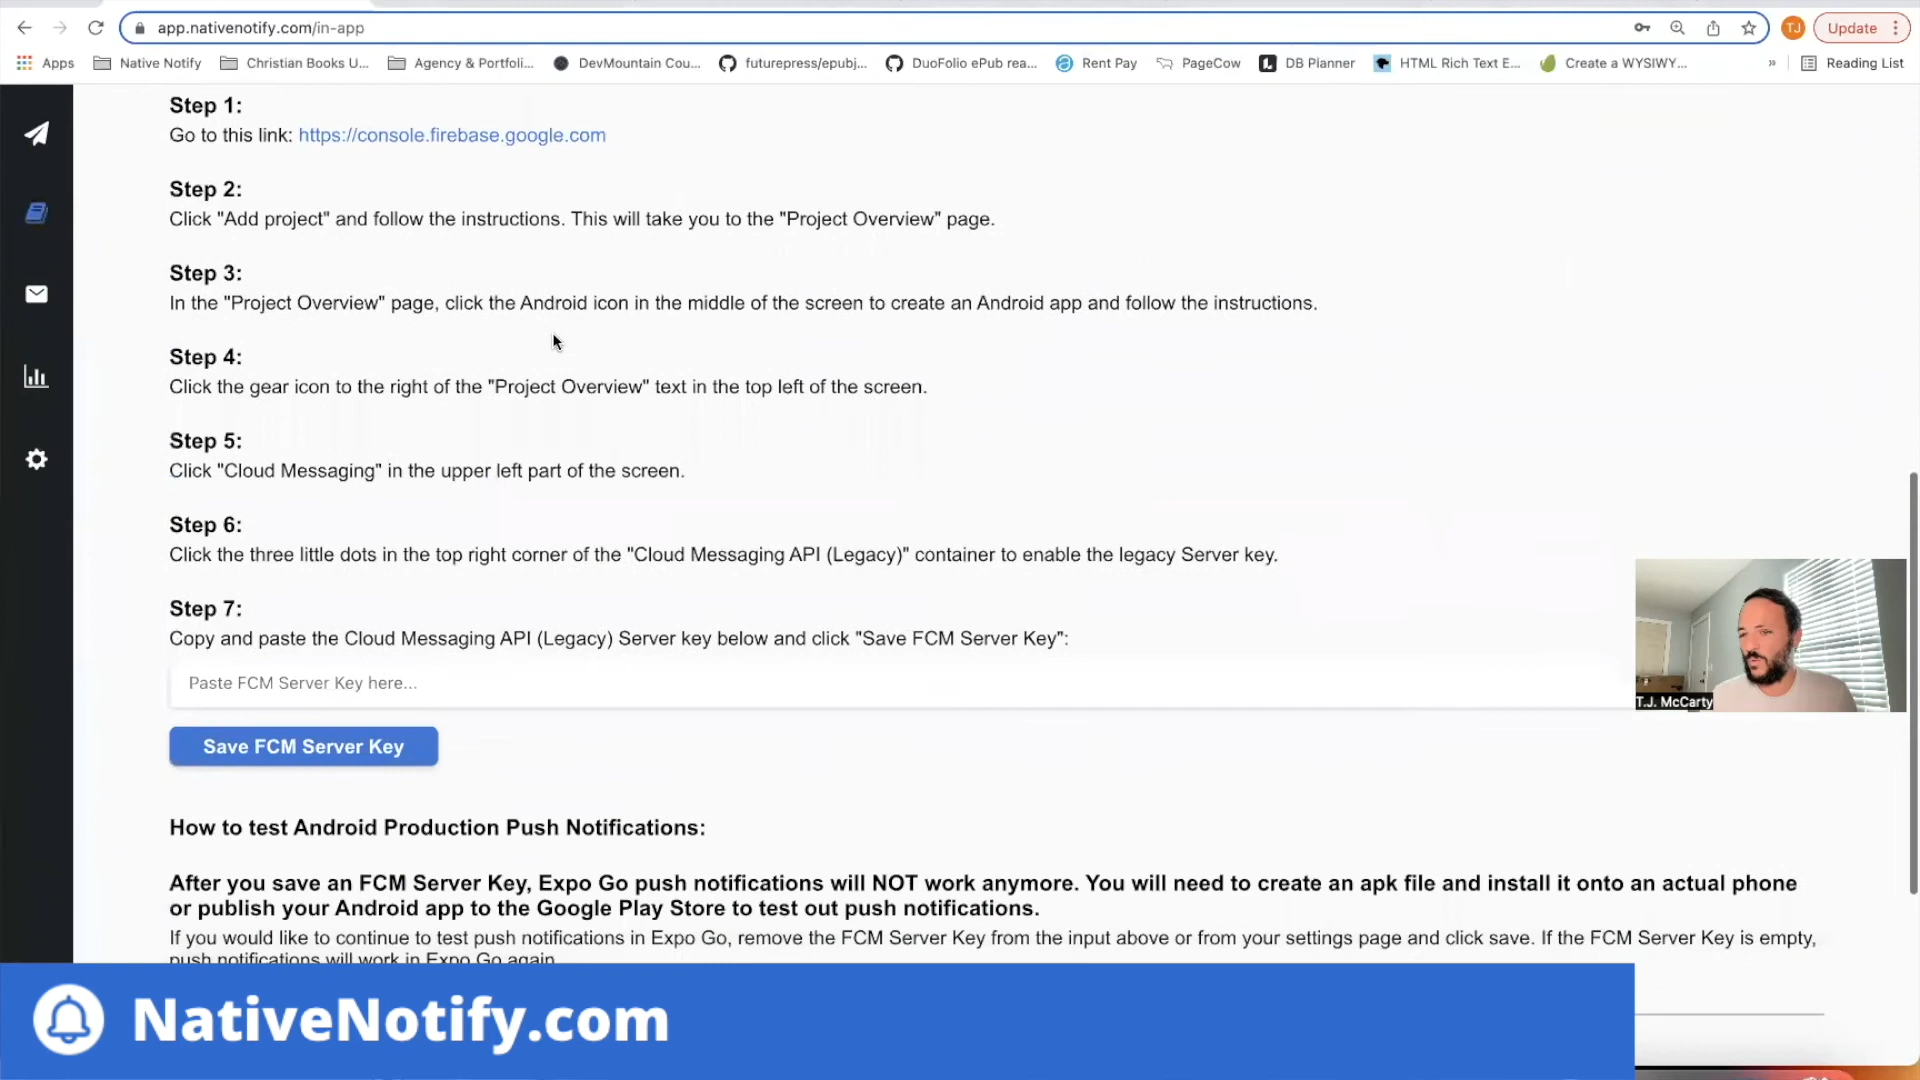 app.nativenotify.com/in-app
TJ
Update
Apps
Native Notify
Christian Books U...
Agency & Portfoli...
DevMountain Cou...
futurepress/epubj...
DuoFolio ePub rea...
Rent Pay
PageCow
DB Planner
HTML Rich Text E...
Create a WYSIWY...
»
Reading List
Step 1:
Go to this link: https://console.firebase.google.com
Step 2:
Click "Add project" and follow the instructions. This will take you to the "Project Overview" page.
Step 3:
In the "Project Overview" page, click the Android icon in the middle of the screen to create an Android app and follow the instructions.
Step 4:
Click the gear icon to the right of the "Project Overview" text in the top left of the screen.
Step 5:
Click "Cloud Messaging" in the upper left part of the screen.
Step 6:
Click the three little dots in the top right corner of the "Cloud Messaging API (Legacy)" container to enable the legacy Server key.
Step 7:
Copy and paste the Cloud Messaging API (Legacy) Server key below and click "Save FCM Server Key":
Paste FCM Server Key here...
T.J. McCarty
Save FCM Server Key
How to test Android Production Push Notifications:
After you save an FCM Server Key, Expo Go push notifications will NOT work anymore. You will need to create an apk file and install it onto an actual phone
or publish your Android app to the Google Play Store to test out push notifications.
If you would like to continue to test push notifications in Expo Go, remove the FCM Server Key from the input above or from your settings page and click save. If the FCM Server Key is empty,
push notifications will work in Expo Go again.
NativeNotify.com